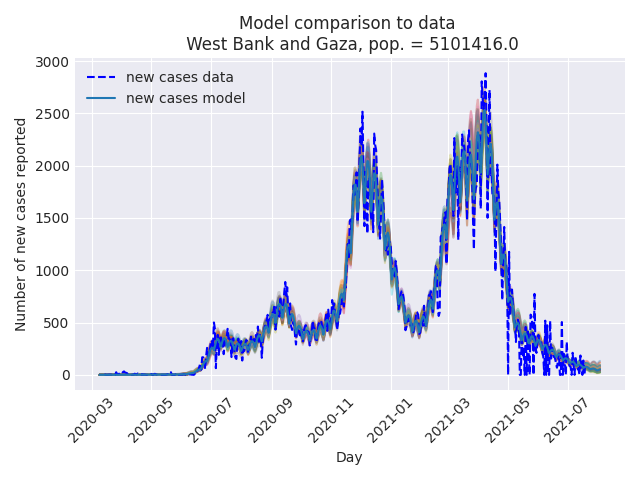 Model comparison to data
West Bank and Gaza, pop. = 5101416.0
3000
2500
2000
1500
1000
500
0
Number of new cases reported
new cases data
new cases model
2020-03
2020-05
2020-07
2020-09
2020-11
2021-01
2021-03
2021-05
2021-07
Day